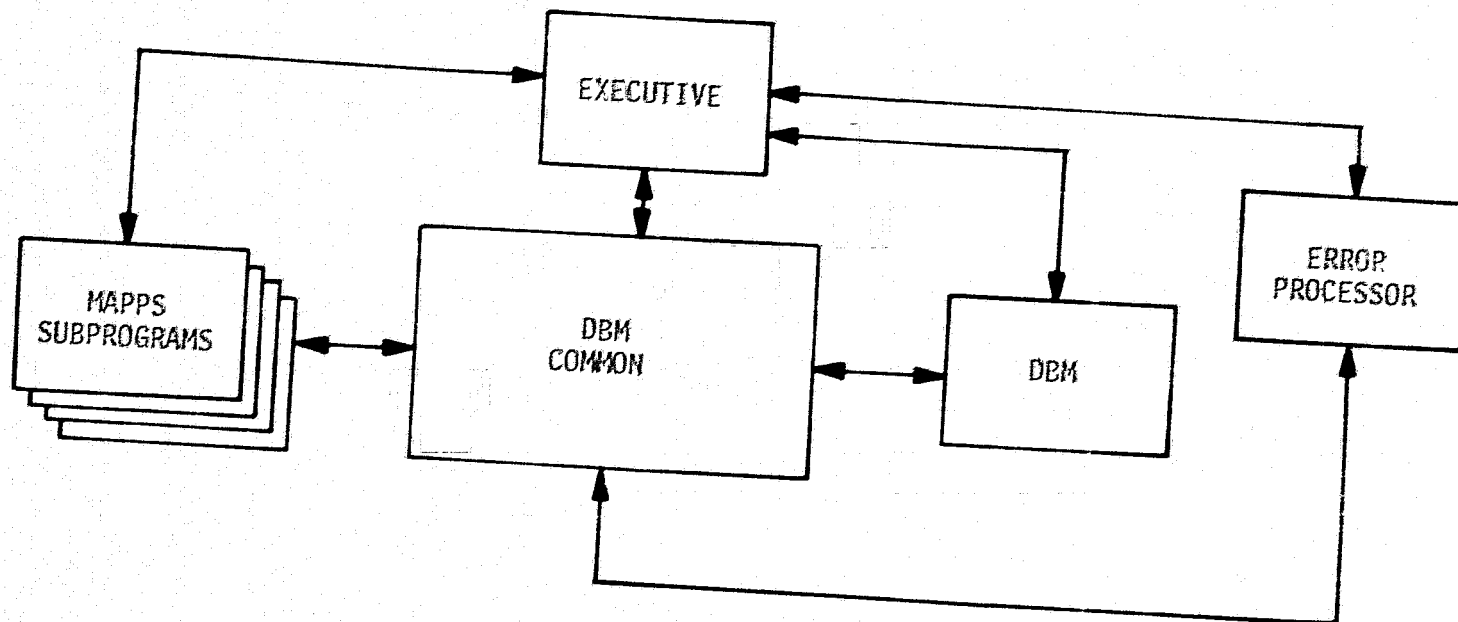 EXECUTIVE
MAPPS
SUBPROGRAMS
DBM
COMMON
DBM
ERROR
PROCESSOR